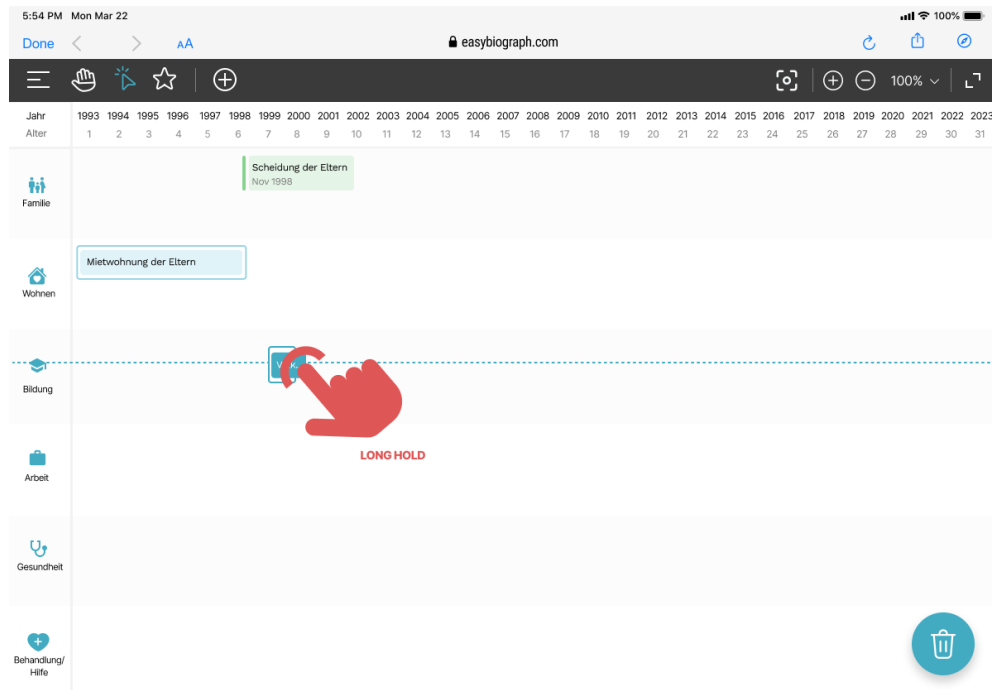 5:54 PM Mon Mar 22
100%
Done
AA
easybiograph.com
100%
Jahr 1993 1994 1995 1996 1997 1998 1999 2000 2001 2002 2003 2004 2005 2006 2007 2008 2009 2010 2011 2012 2013 2014 2015 2016 2017 2018 2019 2020 2021 2022 2023
Alter 1 2 3 4 5 6 7 8 9 10 11 12 13 14 15 16 17 18 19 20 21 22 23 24 25 26 27 28 29 30 31
Scheidung der Eltern
Nov 1998
Familie
Mietwohnung der Eltern
Wohnen
Bildung
LONG HOLD
Arbeit
Gesundheit
Behandlung/
Hilfe